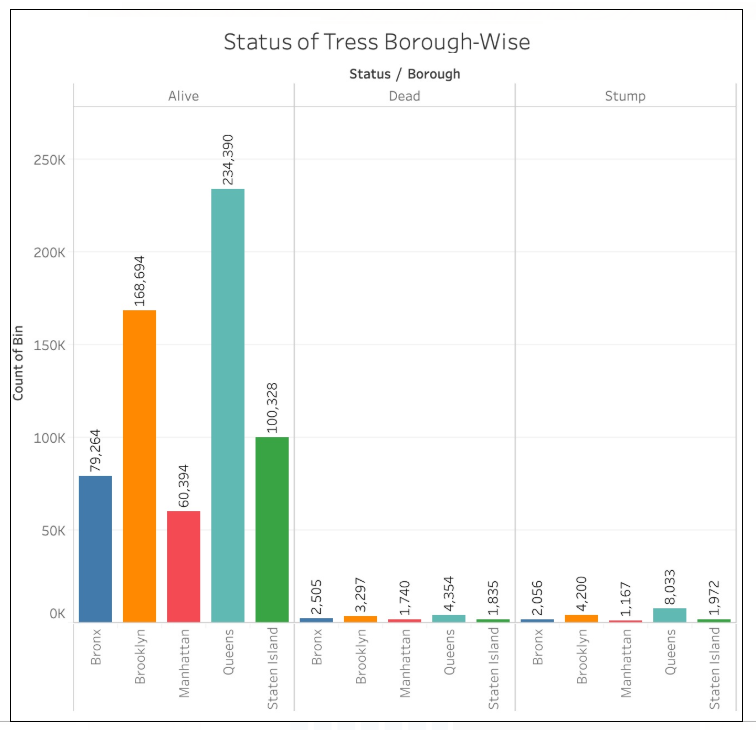 Status of Tress Borough-Wise
Status / Borough
Alive
Dead
Stump
Count of Bin
250K
200K
150K
100K
50K
0K
79,264
168,694
60,394
234,390
100,328
2,505
3,297
1,740
4,354
1,835
2,056
4,200
1,167
8,033
1,972
Bronx
Brooklyn
Manhattan
Queens
Staten Island
Bronx
Brooklyn
Manhattan
Queens
Staten Island
Bronx
Brooklyn
Manhattan
Queens
Staten Island